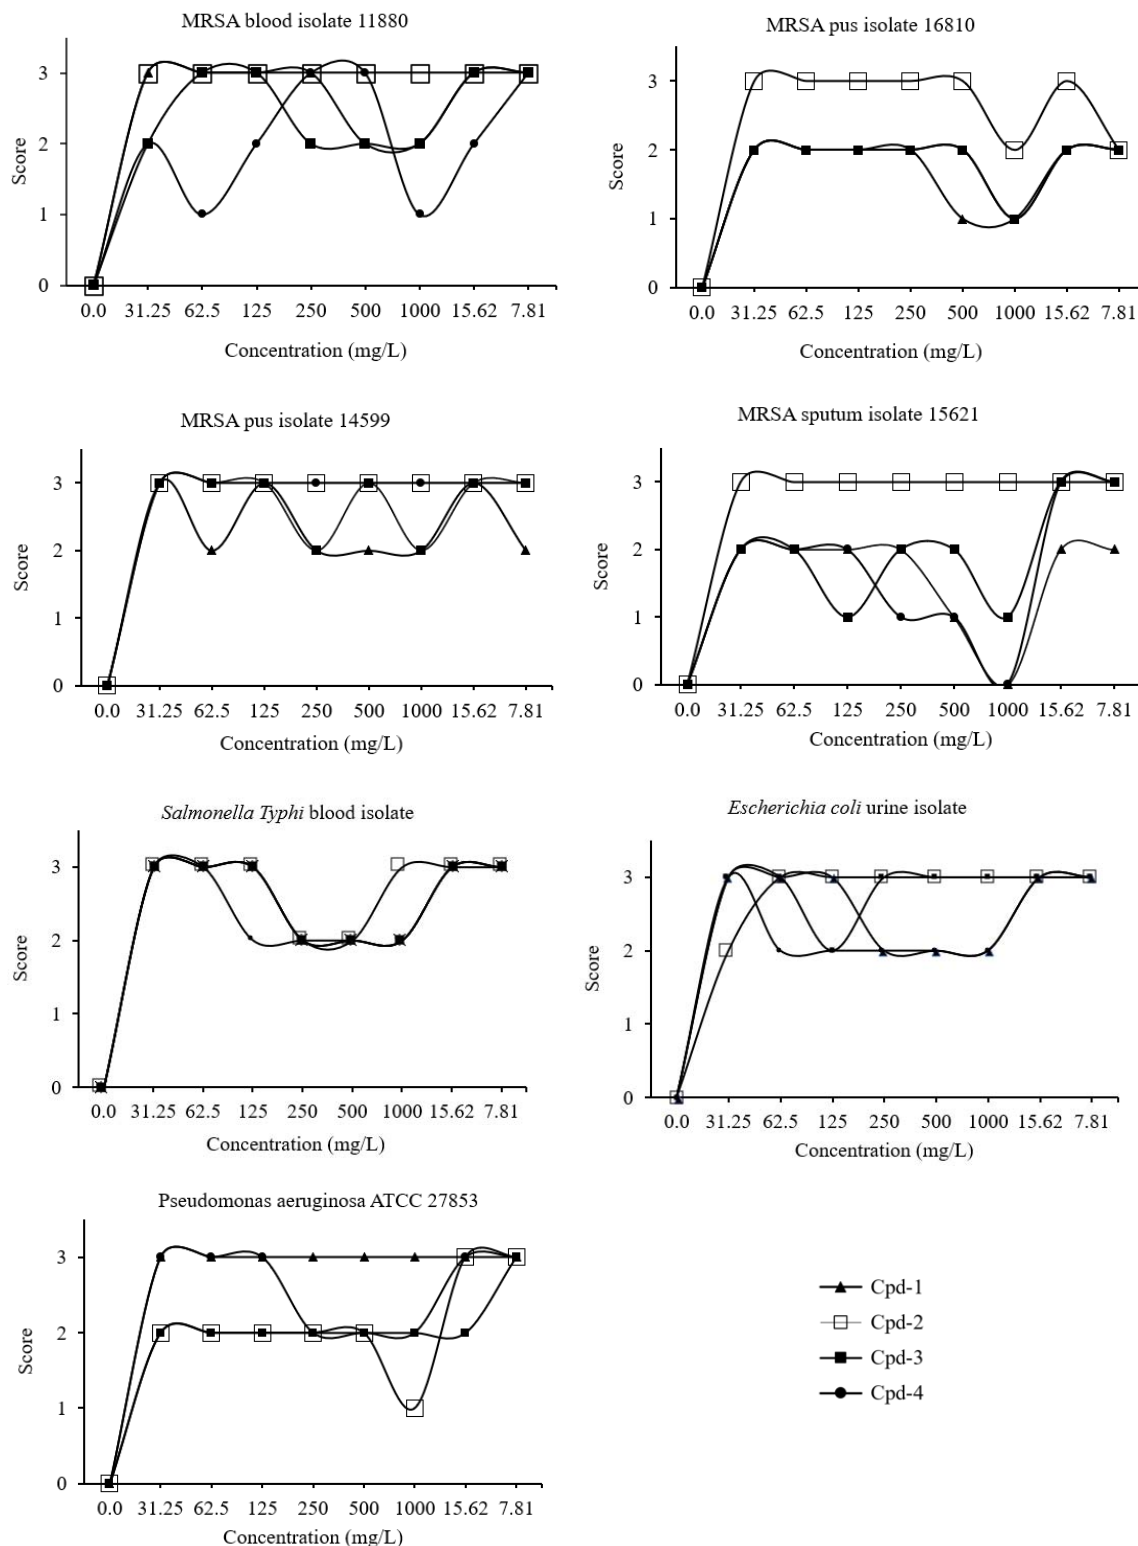 MRSA blood isolate 11880
Score
3
2
1
0
0.0 31.25 62.5 125 250 500 1000 15.62 7.81
Concentration (mg/L)
MRSA pus isolate 16810
Score
3
2
1
0
0.0 31.25 62.5 125 250 500 1000 15.62 7.81
Concentration (mg/L)
MRSA pus isolate 14599
Score
3
2
1
0
0.0 31.25 62.5 125 250 500 1000 15.62 7.81
Concentration (mg/L)
MRSA sputum isolate 15621
Score
3
2
1
0
0.0 31.25 62.5 125 250 500 1000 15.62 7.81
Concentration (mg/L)
Salmonella Typhi blood isolate
Score
3
2
1
0
0.0 31.25 62.5 125 250 500 1000 15.62 7.81
Concentration (mg/L)
Escherichia coli urine isolate
Score
3
2
1
0
0.0 31.25 62.5 125 250 500 1000 15.62 7.81
Concentration (mg/L)
Pseudomonas aeruginosa ATCC 27853
Score
3
2
1
0
0.0 31.25 62.5 125 250 500 1000 15.62 7.81
Concentration (mg/L)
Cpd-1
Cpd-2
Cpd-3
Cpd-4